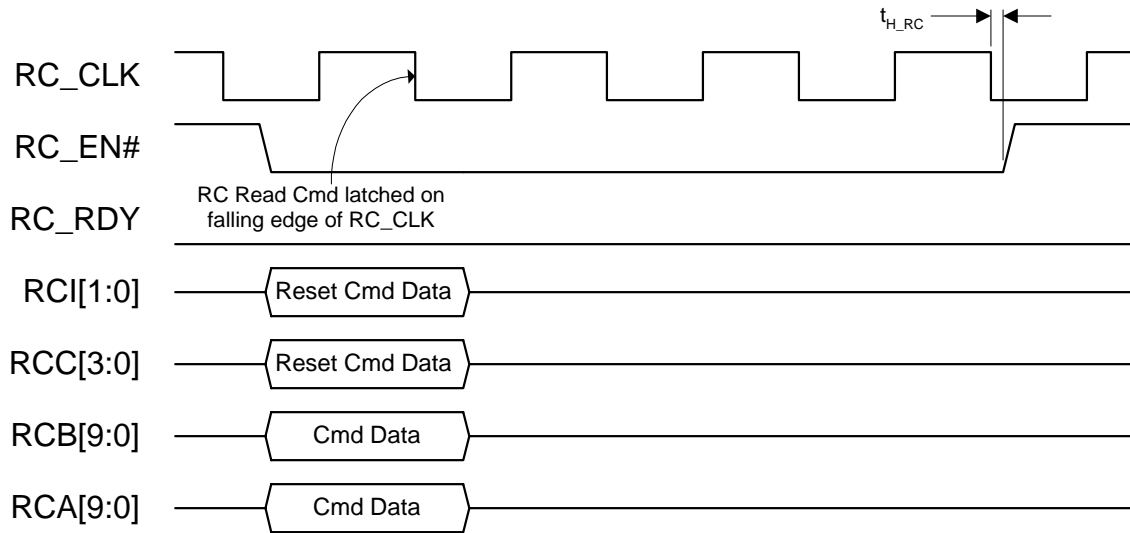 t_H_RC
RC_CLK
RC_EN#
RC Read Cmd latched on
falling edge of RC_CLK
RC_RDY
RCI[1:0]
Reset Cmd Data
RCC[3:0]
Reset Cmd Data
RCB[9:0]
Cmd Data
RCA[9:0]
Cmd Data